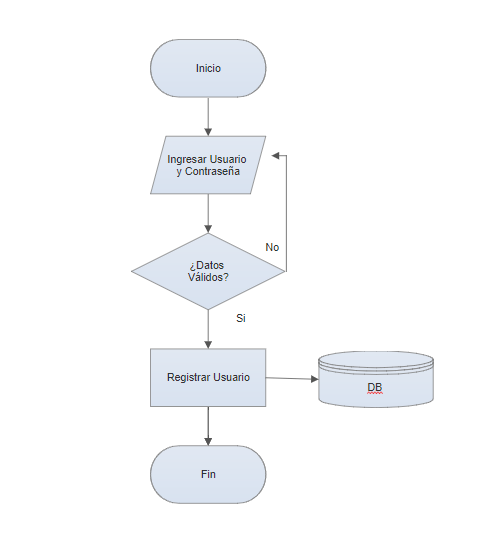 Inicio
Ingresar Usuario
y Contraseña
No
¿Datos
Válidos?
Si
Registrar Usuario
DB
Fin